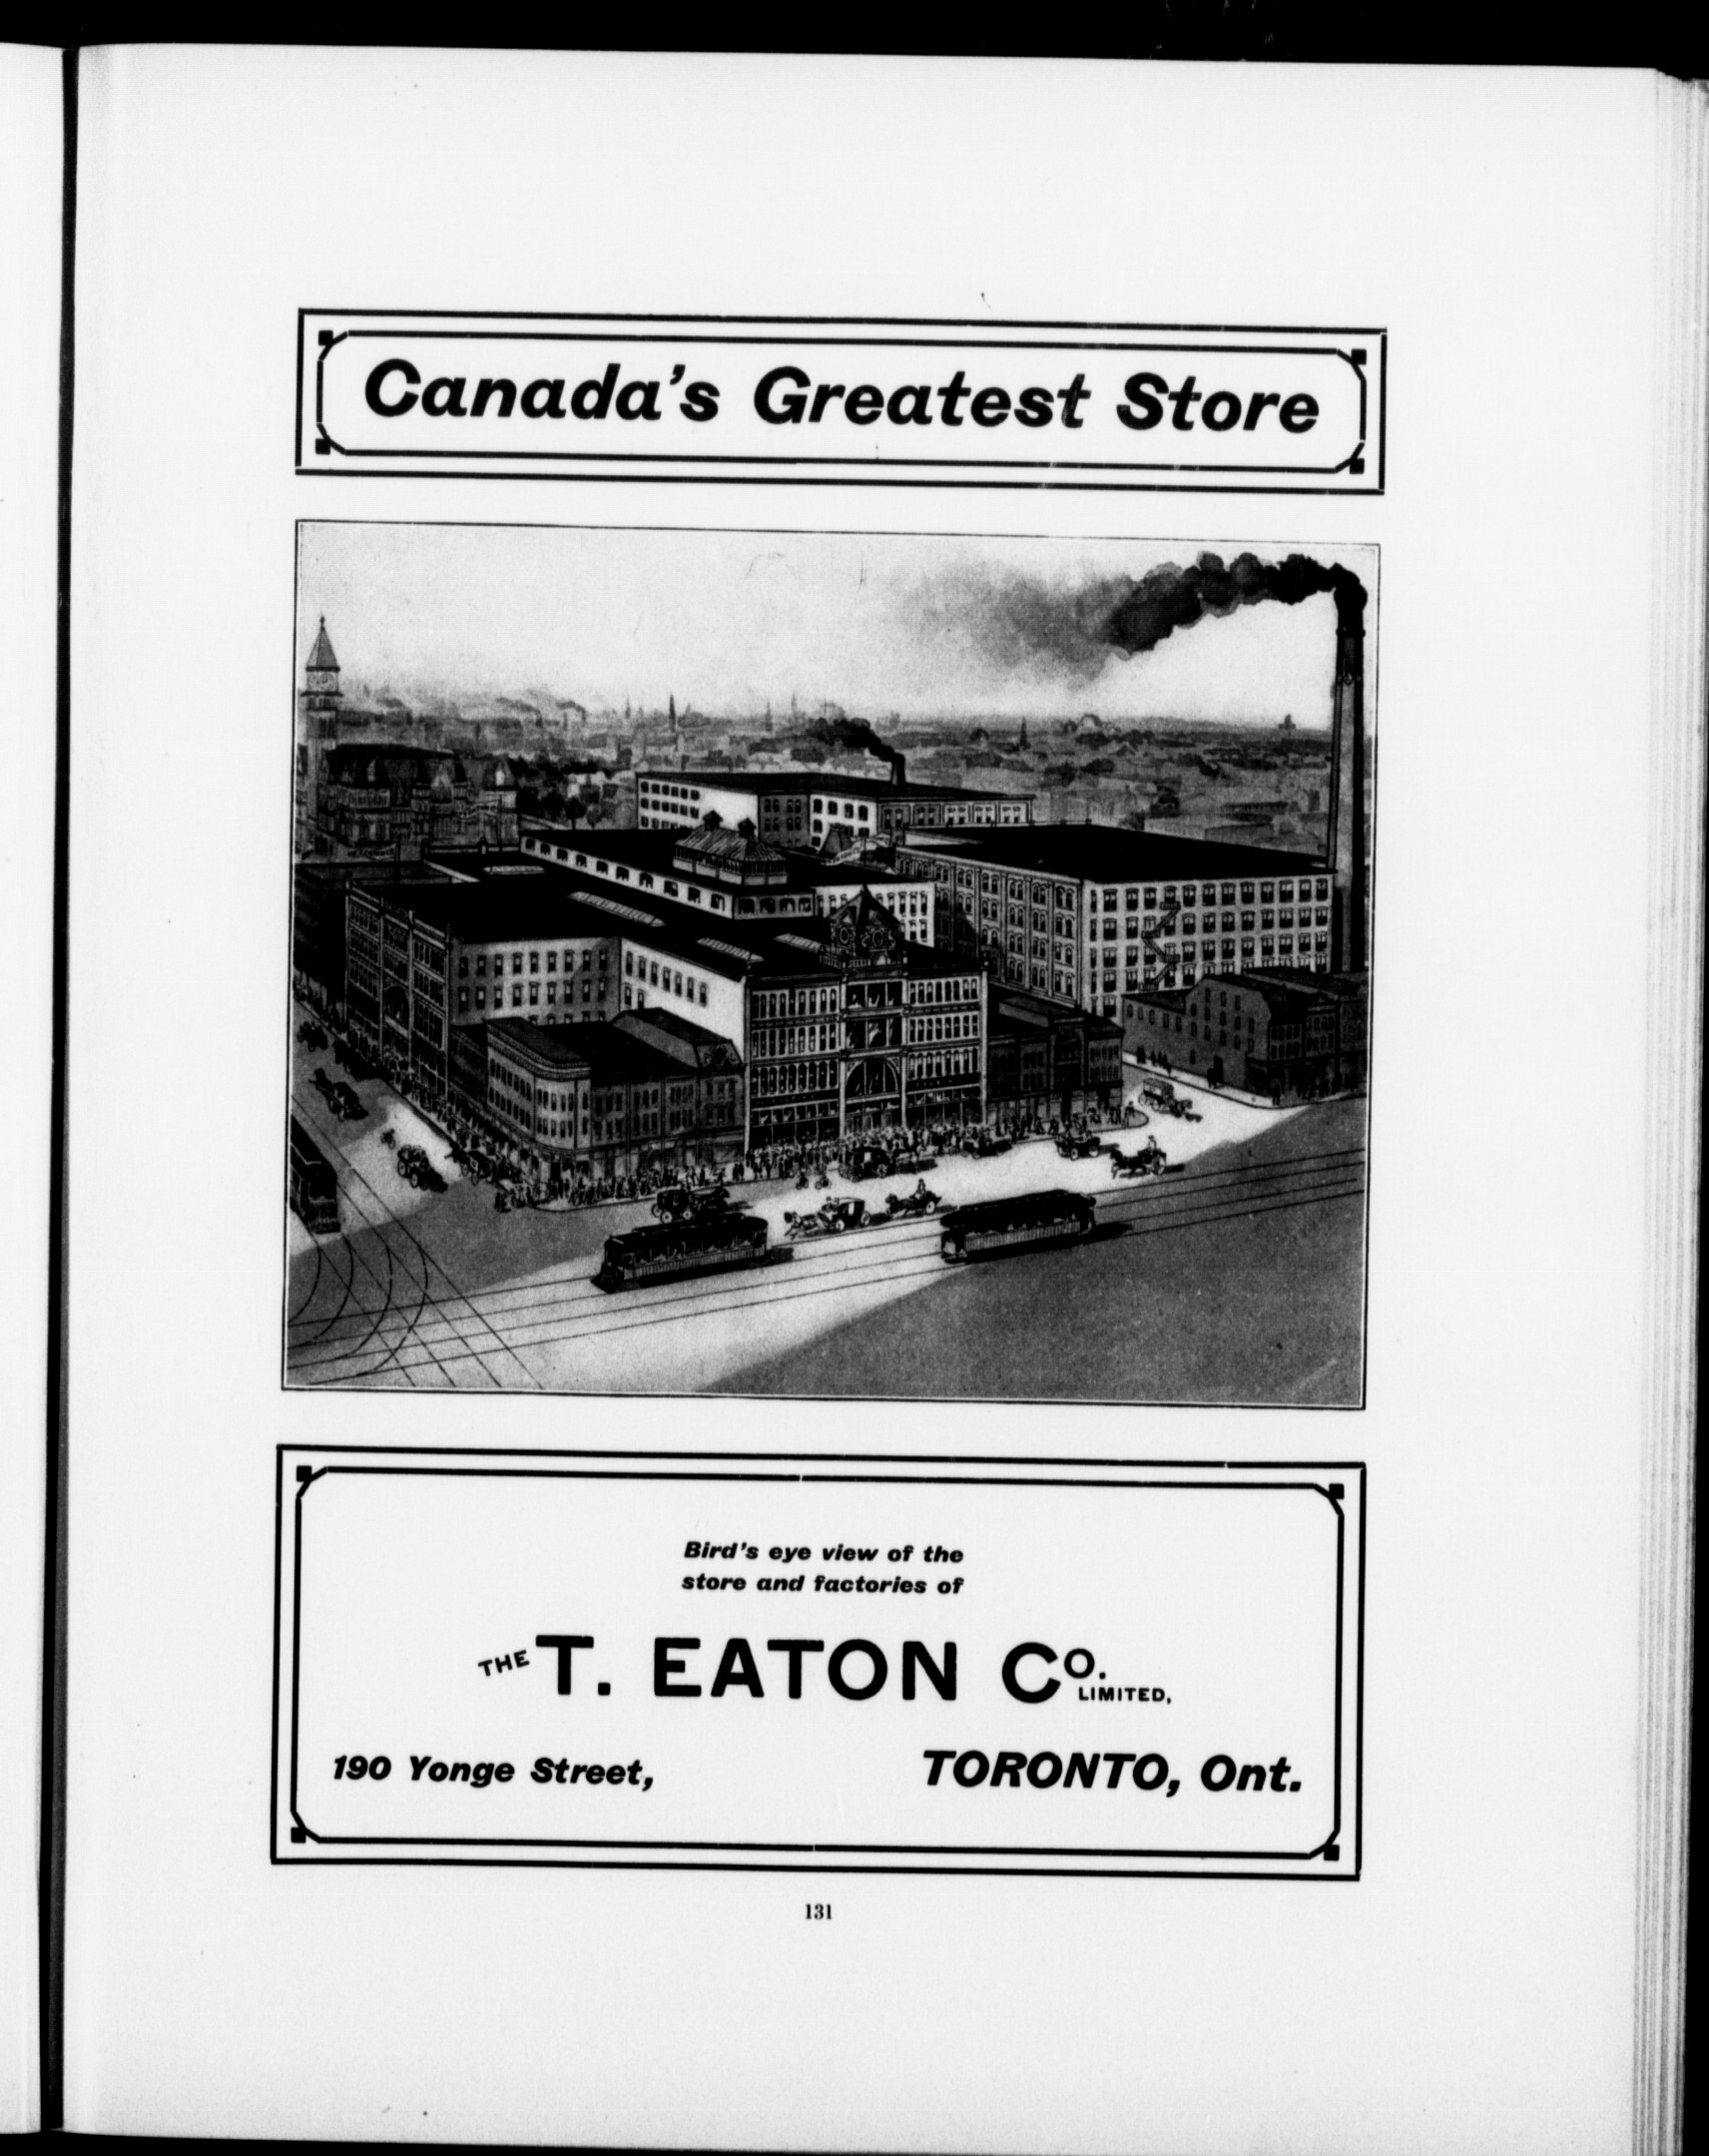 Canada's Greatest Store
Bird's eye view of the
store and factories of
THE T. EATON Co. LIMITED,
190 Yonge Street, TORONTO, Ont.
131